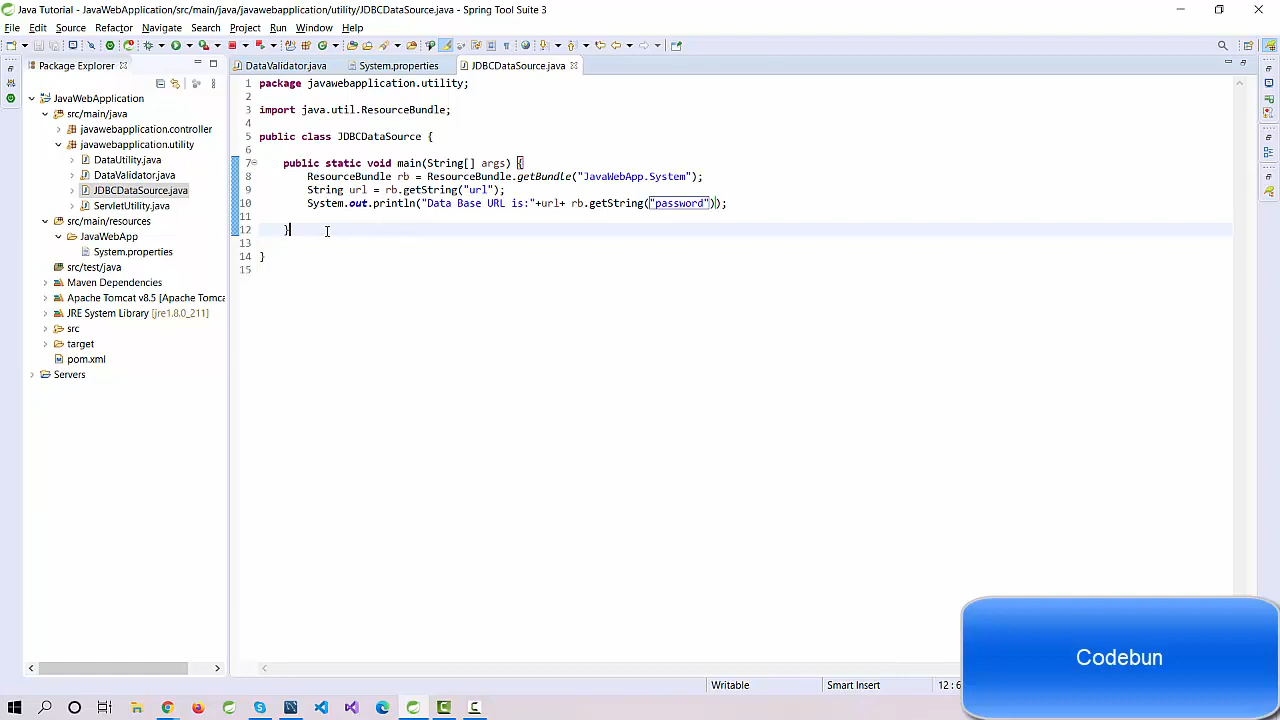 Java Tutorial - JavaWebApplication/src/main/java/javawebapplication/utility/JDBCDataSource.java - Spring Tool Suite 3
File Edit Source Refactor Navigate Search Project Run Window Help
Package Explorer
DataValidator.java
System.properties
JDBCDataSource.java
JavaWebApplication
src/main/java
javawebapplication.controller
javawebapplication.utility
DataUtility.java
DataValidator.java
JDBCDataSource.java
ServletUtility.java
src/main/resources
JavaWebApp
System.properties
src/test/java
Maven Dependencies
Apache Tomcat v8.5 [Apache Tomca
JRE System Library [jre1.8.0_211]
src
target
pom.xml
Servers
1 package javawebapplication.utility;
2
3 import java.util.ResourceBundle;
4
5 public class JDBCDataSource {
6
7 public static void main(String[] args) {
8 ResourceBundle rb = ResourceBundle.getBundle("JavaWebApp.System");
9 String url = rb.getString("url");
10 System.out.println("Data Base URL is:"+url+ rb.getString("password"));
11
12 }
13
14 }
15
Writable
Smart Insert
12 : 6
Codebun